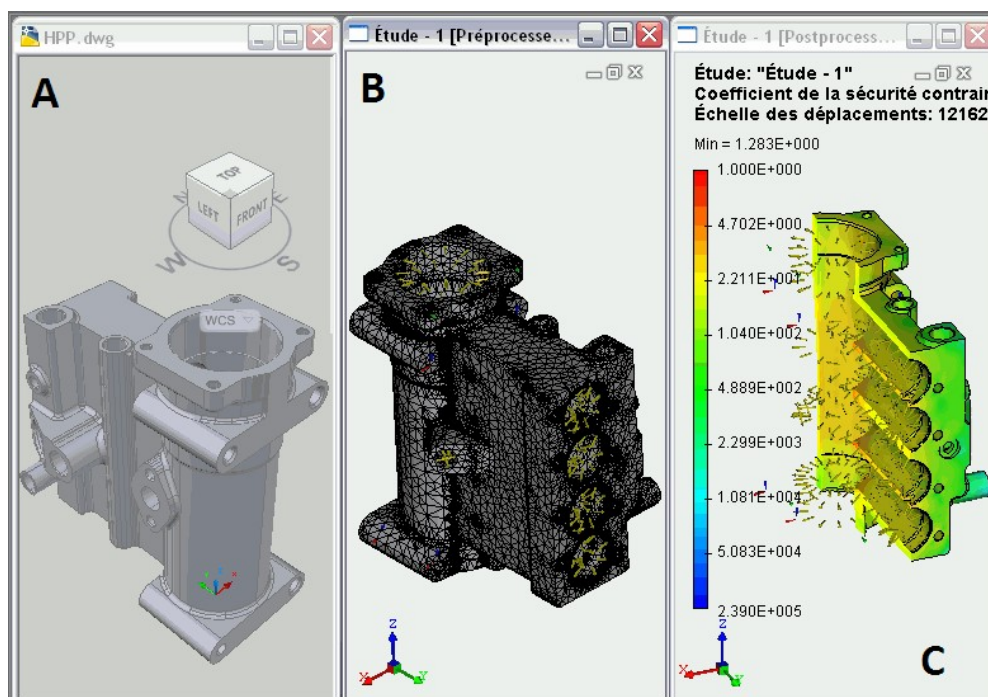 HPP.dwg
A
TOP
LEFT
FRONT
W
S
E
WCS
Étude - 1 [Préprocesse...
B
Z
X
Y
Étude - 1 [Postprocess...
Étude: "Étude - 1"
Coefficient de la sécurité contrain
Échelle des déplacements: 12162
Min = 1.283E+000
1.000E+000
4.702E+000
2.211E+001
1.040E+002
4.889E+002
2.299E+003
1.081E+004
5.083E+004
2.390E+005
Z
X
Y
C